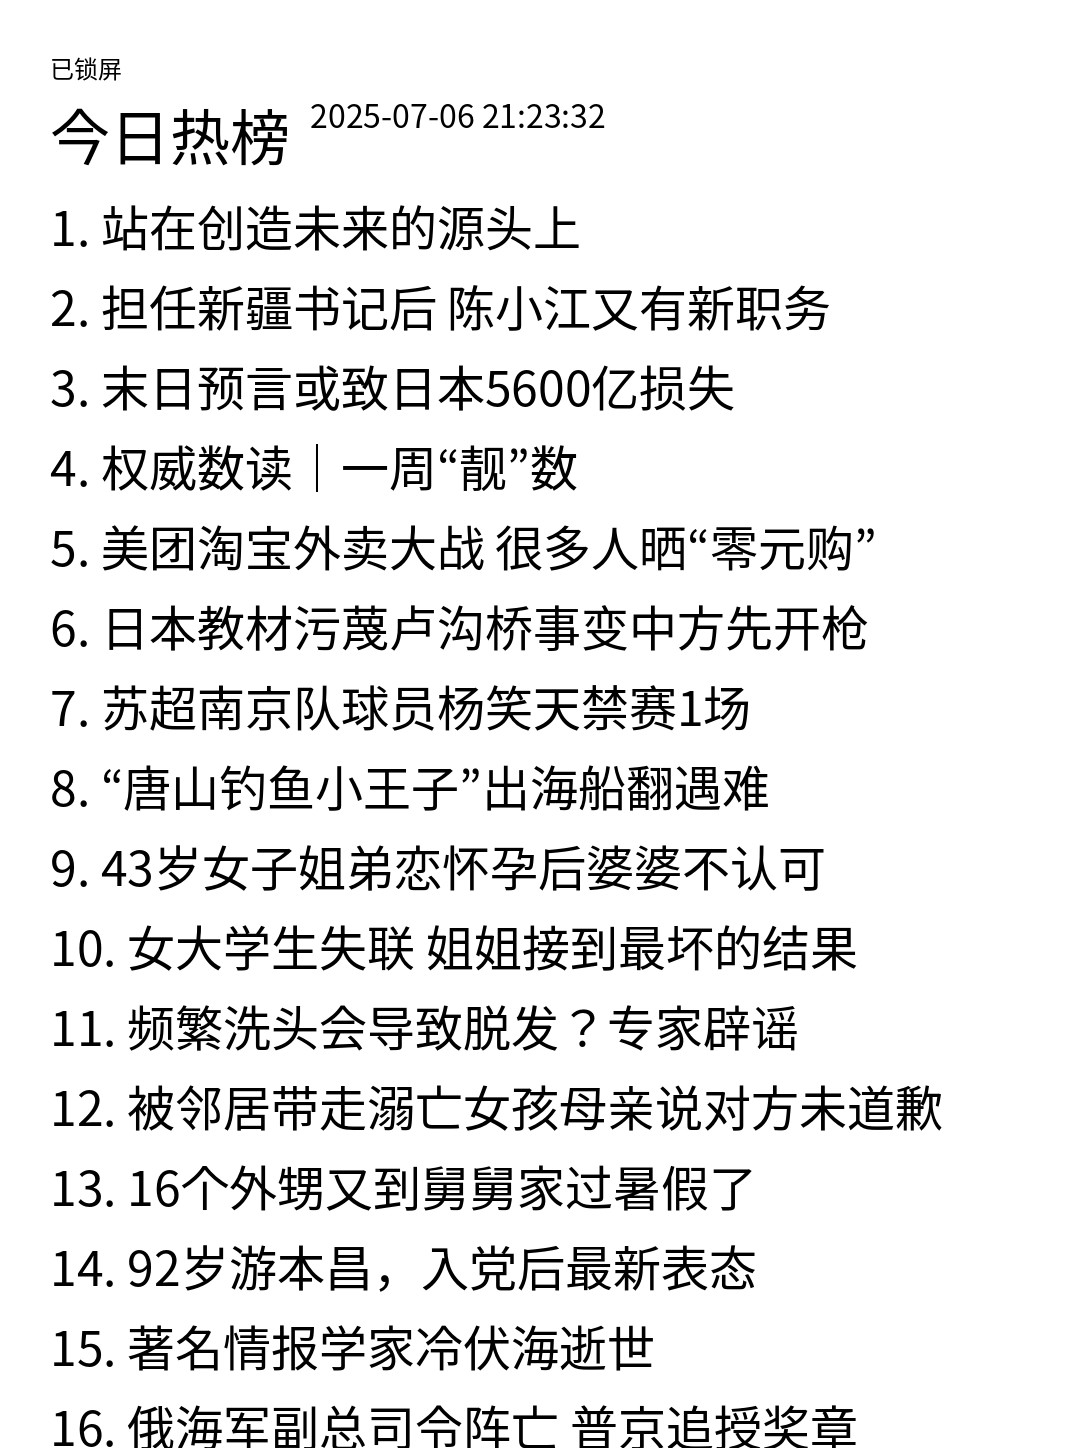 已锁屏
今日热榜 2025-07-06 21:23:32
1. 站在创造未来的源头上
2. 担任新疆书记后 陈小江又有新职务
3. 末日预言或致日本5600亿损失
4. 权威数读｜一周“靓”数
5. 美团淘宝外卖大战 很多人晒“零元购”
6. 日本教材污蔑卢沟桥事变中方先开枪
7. 苏超南京队球员杨笑天禁赛1场
8. “唐山钓鱼小王子”出海船翻遇难
9. 43岁女子姐弟恋怀孕后婆婆不认可
10. 女大学生失联 姐姐接到最坏的结果
11. 频繁洗头会导致脱发？专家辟谣
12. 被邻居带走溺亡女孩母亲说对方未道歉
13. 16个外甥又到舅舅家过暑假了
14. 92岁游本昌，入党后最新表态
15. 著名情报学家冷伏海逝世
16. 俄海军副总司令阵亡 普京追授奖章